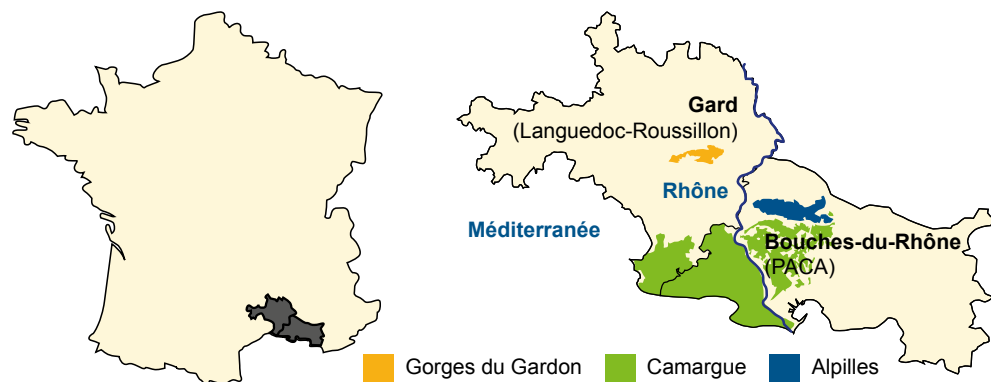 Gard
(Languedoc-Roussillon)
Rhône
Méditerranée
Bouches-du-Rhône
(PACA)
Gorges du Gardon
Camargue
Alpilles